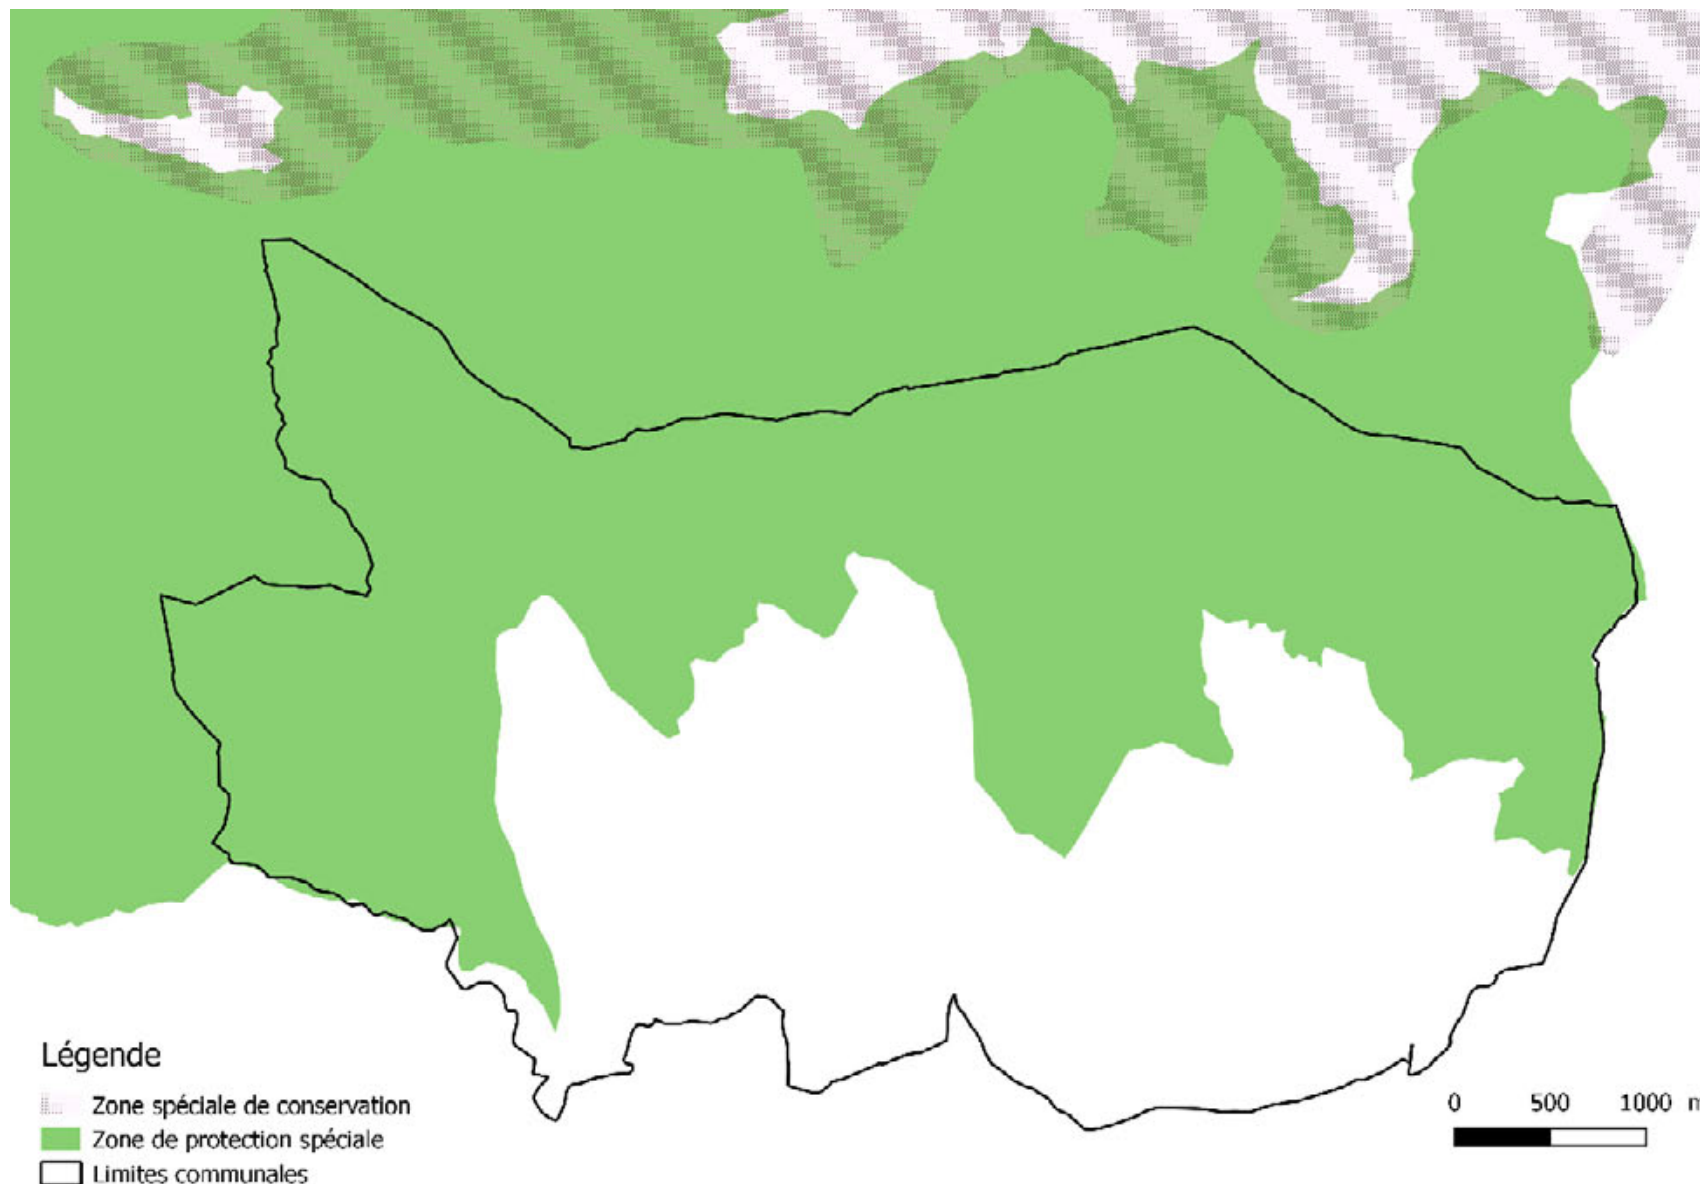 Légende
Zone spéciale de conservation
Zone de protection spéciale
Limites communales
0 500 1000 m